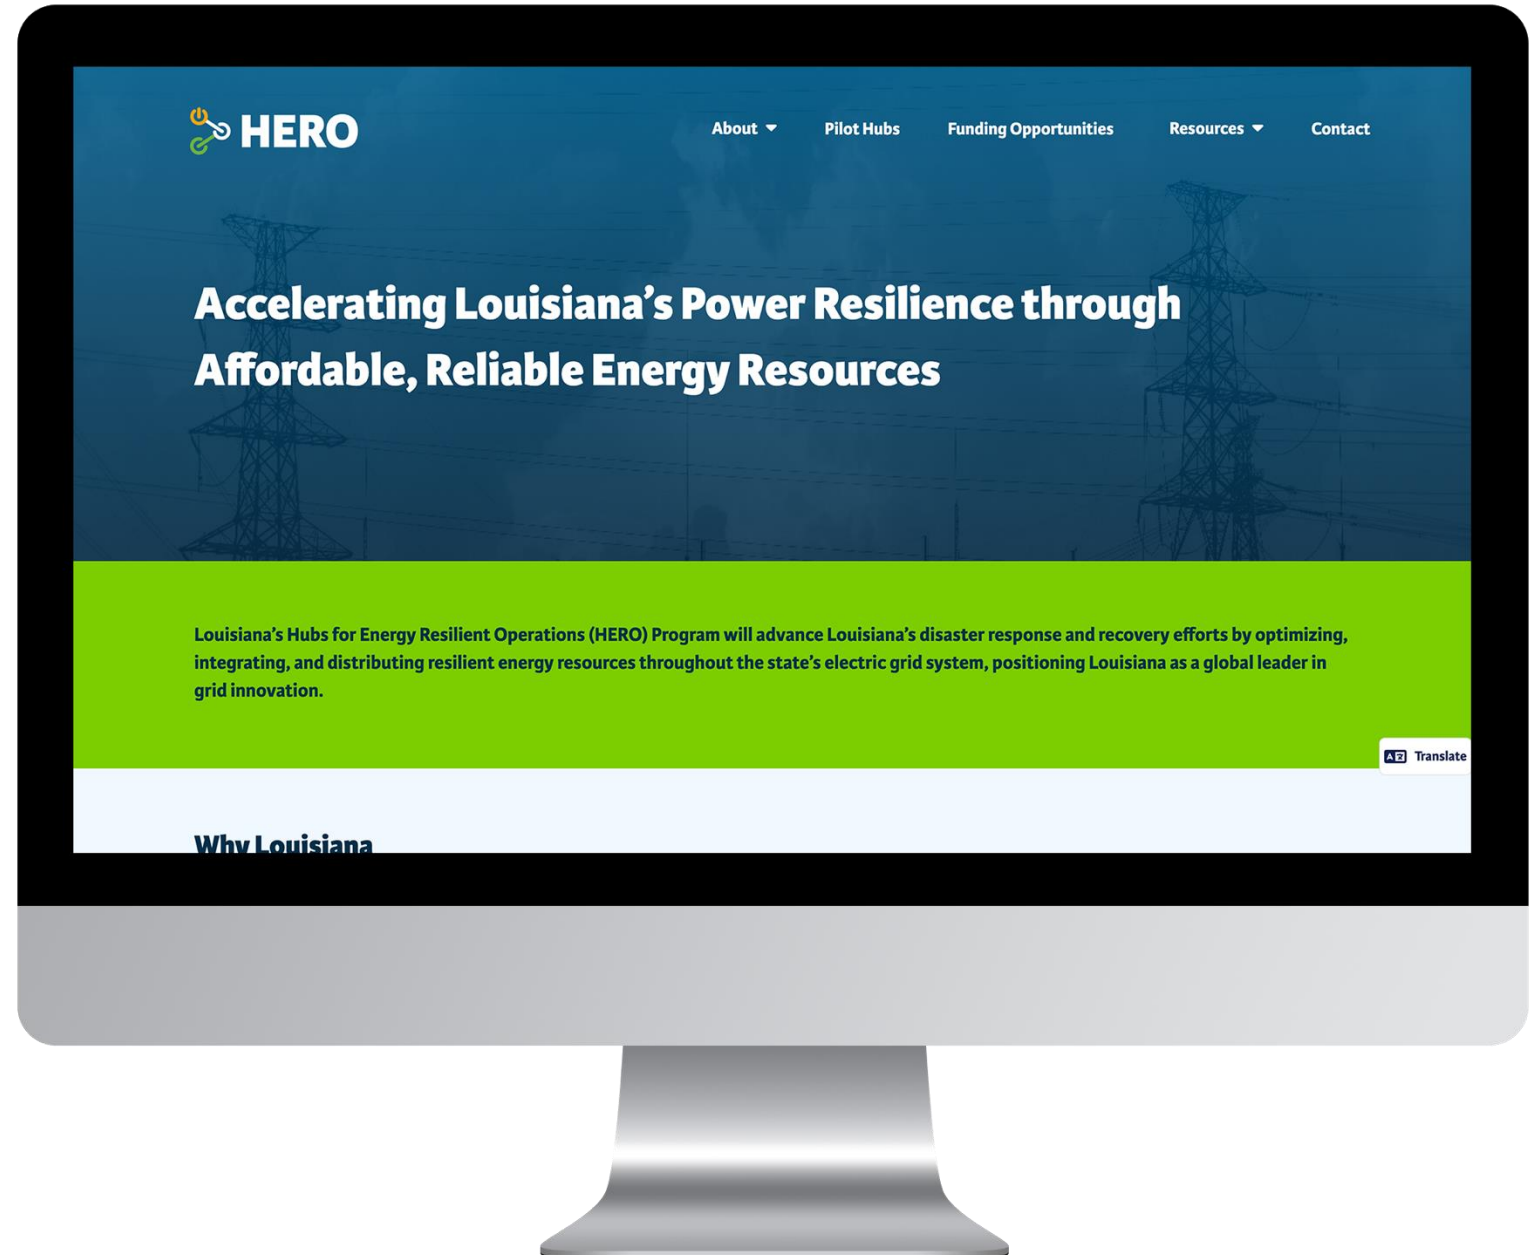 HERO
About
Pilot Hubs
Funding Opportunities
Resources
Contact
Accelerating Louisiana’s Power Resilience through
Affordable, Reliable Energy Resources
Louisiana’s Hubs for Energy Resilient Operations (HERO) Program will advance Louisiana’s disaster response and recovery efforts by optimizing,
integrating, and distributing resilient energy resources throughout the state’s electric grid system, positioning Louisiana as a global leader in
grid innovation.
Translate
Why Louisiana